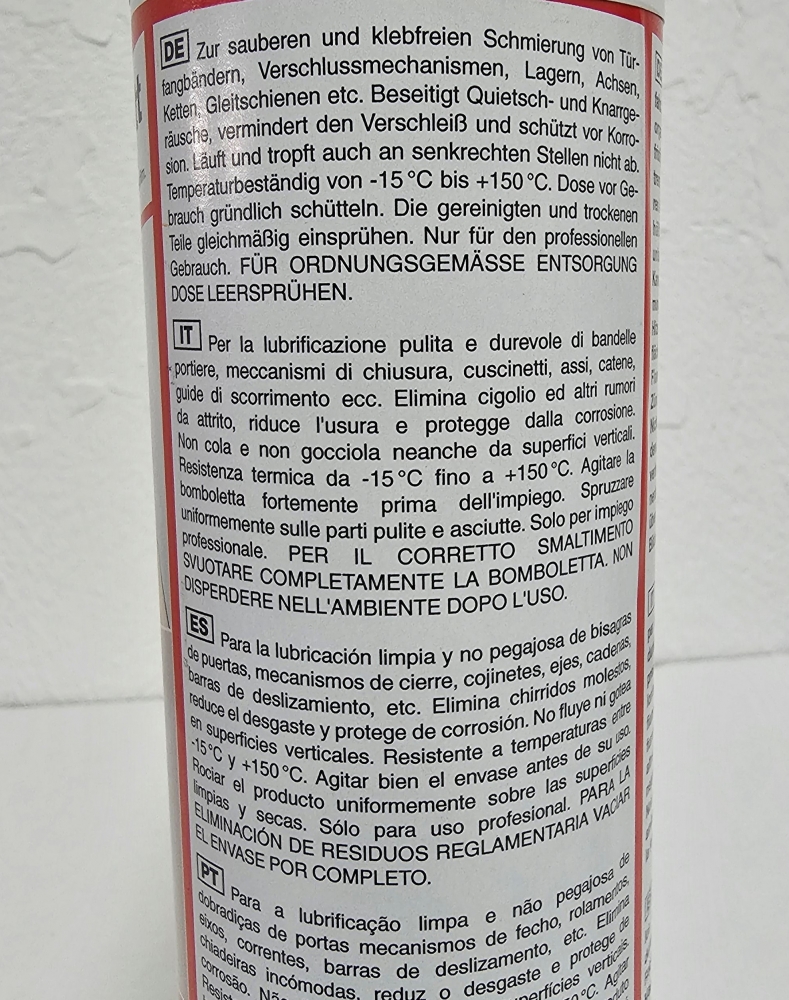 DE Zur sauberen und klebfreien Schmierung von Tür-
fangbändern, Verschlussmechanismen, Lagern, Achsen,
Ketten, Gleitschienen etc. Beseitigt Quietsch- und Knarrge-
räusche, vermindert den Verschleiß und schützt vor Korro-
sion. Läuft und tropft auch an senkrechten Stellen nicht ab.
Temperaturbeständig von -15°C bis +150°C. Dose vor Ge-
brauch gründlich schütteln. Die gereinigten und trockenen
Teile gleichmäßig einsprühen. Nur für den professionellen
Gebrauch. FÜR ORDNUNGSGEMÄSSE ENTSORGUNG
DOSE LEERSPRÜHEN.
IT Per la lubrificazione pulita e durevole di bandelle
portiere, meccanismi di chiusura, cuscinetti, assi, catene,
guide di scorrimento ecc. Elimina cigolio ed altri rumori
da attrito, riduce l'usura e protegge dalla corrosione.
Non cola e non gocciola neanche da superfici verticali.
Resistenza termica da -15°C fino a +150°C. Agitare la
bomboletta fortemente prima dell'impiego. Spruzzare
uniformemente sulle parti pulite e asciutte. Solo per impiego
professionale. PER IL CORRETTO SMALTIMENTO
SVUOTARE COMPLETAMENTE LA BOMBOLETTA. NON
DISPERDERE NELL'AMBIENTE DOPO L'USO.
ES Para la lubricación limpia y no pegajosa de bisagras
de puertas, mecanismos de cierre, cojinetes, ejes, cadenas,
barras de deslizamiento, etc. Elimina chirridos molestos,
reduce el desgaste y protege de corrosión. No fluye ni gotea
en superficies verticales. Resistente a temperaturas entre
-15°C y +150°C. Agitar bien el envase antes de su uso.
Rociar el producto uniformemente sobre las superficies
limpias y secas. Sólo para uso profesional. PARA LA
ELIMINACIÓN DE RESIDUOS REGLAMENTARIA VACIAR
EL ENVASE POR COMPLETO.
PT Para a lubrificação limpa e não pegajosa de
dobradiças de portas mecanismos de fecho, rolamentos,
eixos, correntes, barras de deslizamento, etc. Elimina
chiadeiras incómodas, reduz o desgaste e protege de
corrosão. Não verticais.
°C. Agitar